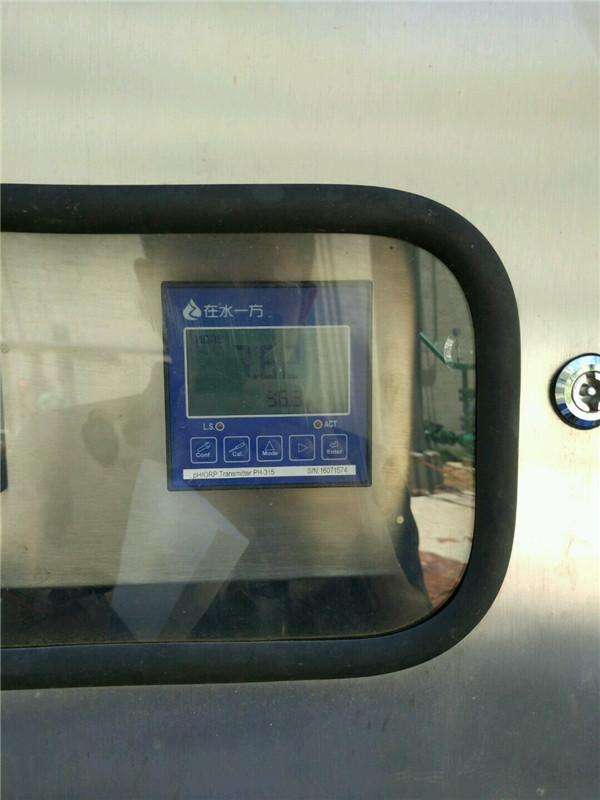 在水一方
7.62
36.3
L.S.
ACT
Conf. Cal. Mode Enter
pH/ORP Transmitter PH-315 S/N:16071574